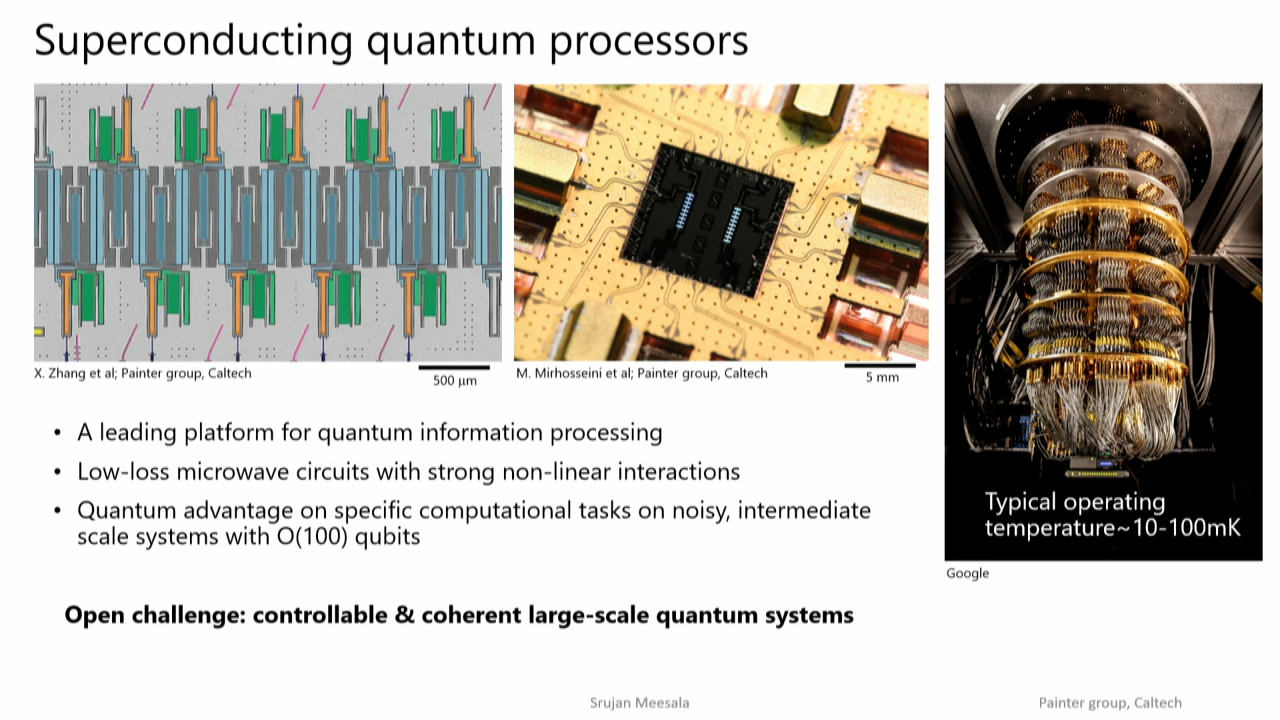 Superconducting quantum processors
X. Zhang et al; Painter group, Caltech
500 µm
M. Mirhosseini et al; Painter group, Caltech
5 mm
• A leading platform for quantum information processing
• Low-loss microwave circuits with strong non-linear interactions
• Quantum advantage on specific computational tasks on noisy, intermediate
scale systems with O(100) qubits
Typical operating
temperature~10-100mK
Google
Open challenge: controllable & coherent large-scale quantum systems
Srujan Meesala
Painter group, Caltech